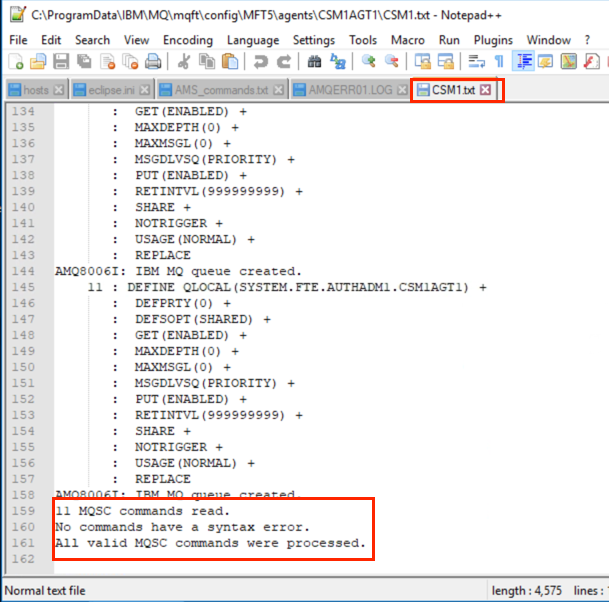 C:\ProgramData\IBM\MQ\mqft\config\MFT5\agents\CSM1AGT1\CSM1.txt - Notepad++
File Edit Search View Encoding Language Settings Tools Macro Run Plugins Window ?
hosts eclipse.ini AMS_commands.txt AMQERR01.LOG CSM1.txt
134 : GET(ENABLED) +
135 : MAXDEPTH(0) +
136 : MAXMSGL(0) +
137 : MSGDLVSQ(PRIORITY) +
138 : PUT(ENABLED) +
139 : RETINTVL(999999999) +
140 : SHARE +
141 : NOTRIGGER +
142 : USAGE(NORMAL) +
143 : REPLACE
144 AMQ8006I: IBM MQ queue created.
145 11 : DEFINE QLOCAL(SYSTEM.FTE.AUTHADM1.CSM1AGT1) +
146 : DEFPRTY(0) +
147 : DEFSOPT(SHARED) +
148 : GET(ENABLED) +
149 : MAXDEPTH(0) +
150 : MAXMSGL(0) +
151 : MSGDLVSQ(PRIORITY) +
152 : PUT(ENABLED) +
153 : RETINTVL(999999999) +
154 : SHARE +
155 : NOTRIGGER +
156 : USAGE(NORMAL) +
157 : REPLACE
158 AMQ8006I: IBM MQ queue created.
159 11 MQSC commands read.
160 No commands have a syntax error.
161 All valid MQSC commands were processed.
162
Normal text file length : 4,575 lines :